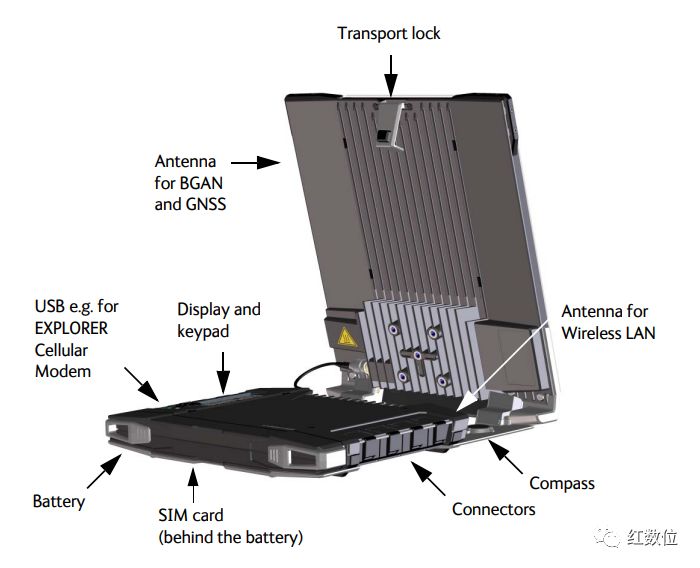 Transport lock
Antenna
for BGAN
and GNSS
USB e.g. for
EXPLORER
Cellular
Modem
Display and
keypad
Antenna for
Wireless LAN
Battery
SIM card
(behind the battery)
Connectors
Compass
红数位